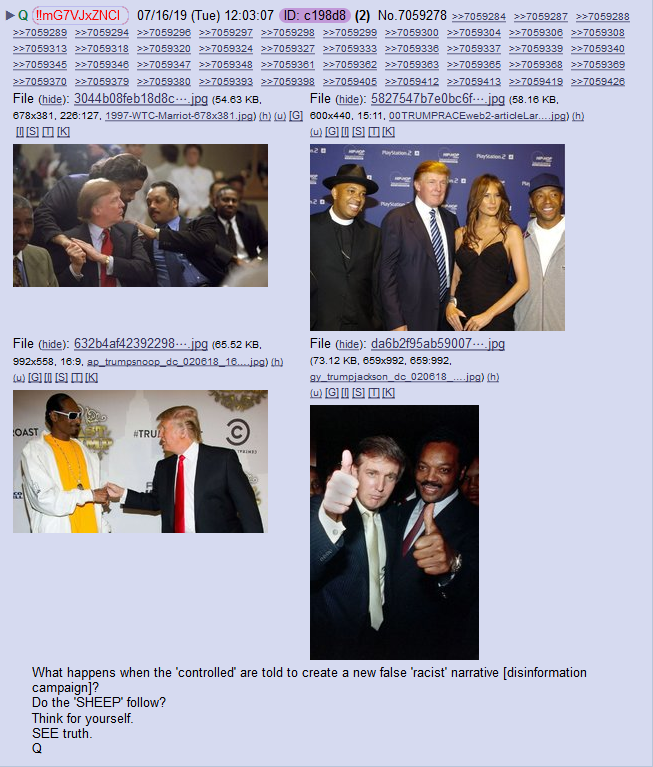 ▶ Q !!mG7VJxZNCI 07/16/19 (Tue) 12:03:07 ID: c198d8 (2) No.7059278 >>7059284 >>7059287 >>7059288
>>7059289 >>7059294 >>7059296 >>7059297 >>7059298 >>7059299 >>7059300 >>7059304 >>7059306 >>7059308
>>7059313 >>7059318 >>7059320 >>7059324 >>7059327 >>7059333 >>7059336 >>7059337 >>7059339 >>7059340
>>7059345 >>7059346 >>7059347 >>7059348 >>7059361 >>7059362 >>7059363 >>7059365 >>7059368 >>7059369
>>7059370 >>7059379 >>7059380 >>7059393 >>7059398 >>7059405 >>7059412 >>7059413 >>7059419 >>7059426
File (hide): 3044b08feb18d8c⋯.jpg (54.63 KB,
678x381, 226:127, 1997-WTC-Marriot-678x381.jpg) (h) (u) [G]
[I] [S] [T] [K]
File (hide): 5827547b7e0bc6f⋯.jpg (58.16 KB,
600x440, 15:11, 00TRUMPRACEweb2-articleLar....jpg) (h)
(u) [G] [I] [S] [T] [K]
PlayStation.2
HIP-HOP
PlayStation.2
File (hide): 632b4af42392298⋯.jpg (65.52 KB,
992x558, 16:9, ap_trumpsnoop_dc_020618_16....jpg) (h)
(u) [G] [I] [S] [T] [K]
OAST
#TRU
File (hide): da6b2f95ab59007⋯.jpg
(73.12 KB, 659x992, 659:992,
gy_trumpjackson_dc_020618_....jpg) (h)
(u) [G] [I] [S] [T] [K]
What happens when the 'controlled' are told to create a new false 'racist' narrative [disinformation
campaign]?
Do the 'SHEEP' follow?
Think for yourself.
SEE truth.
Q